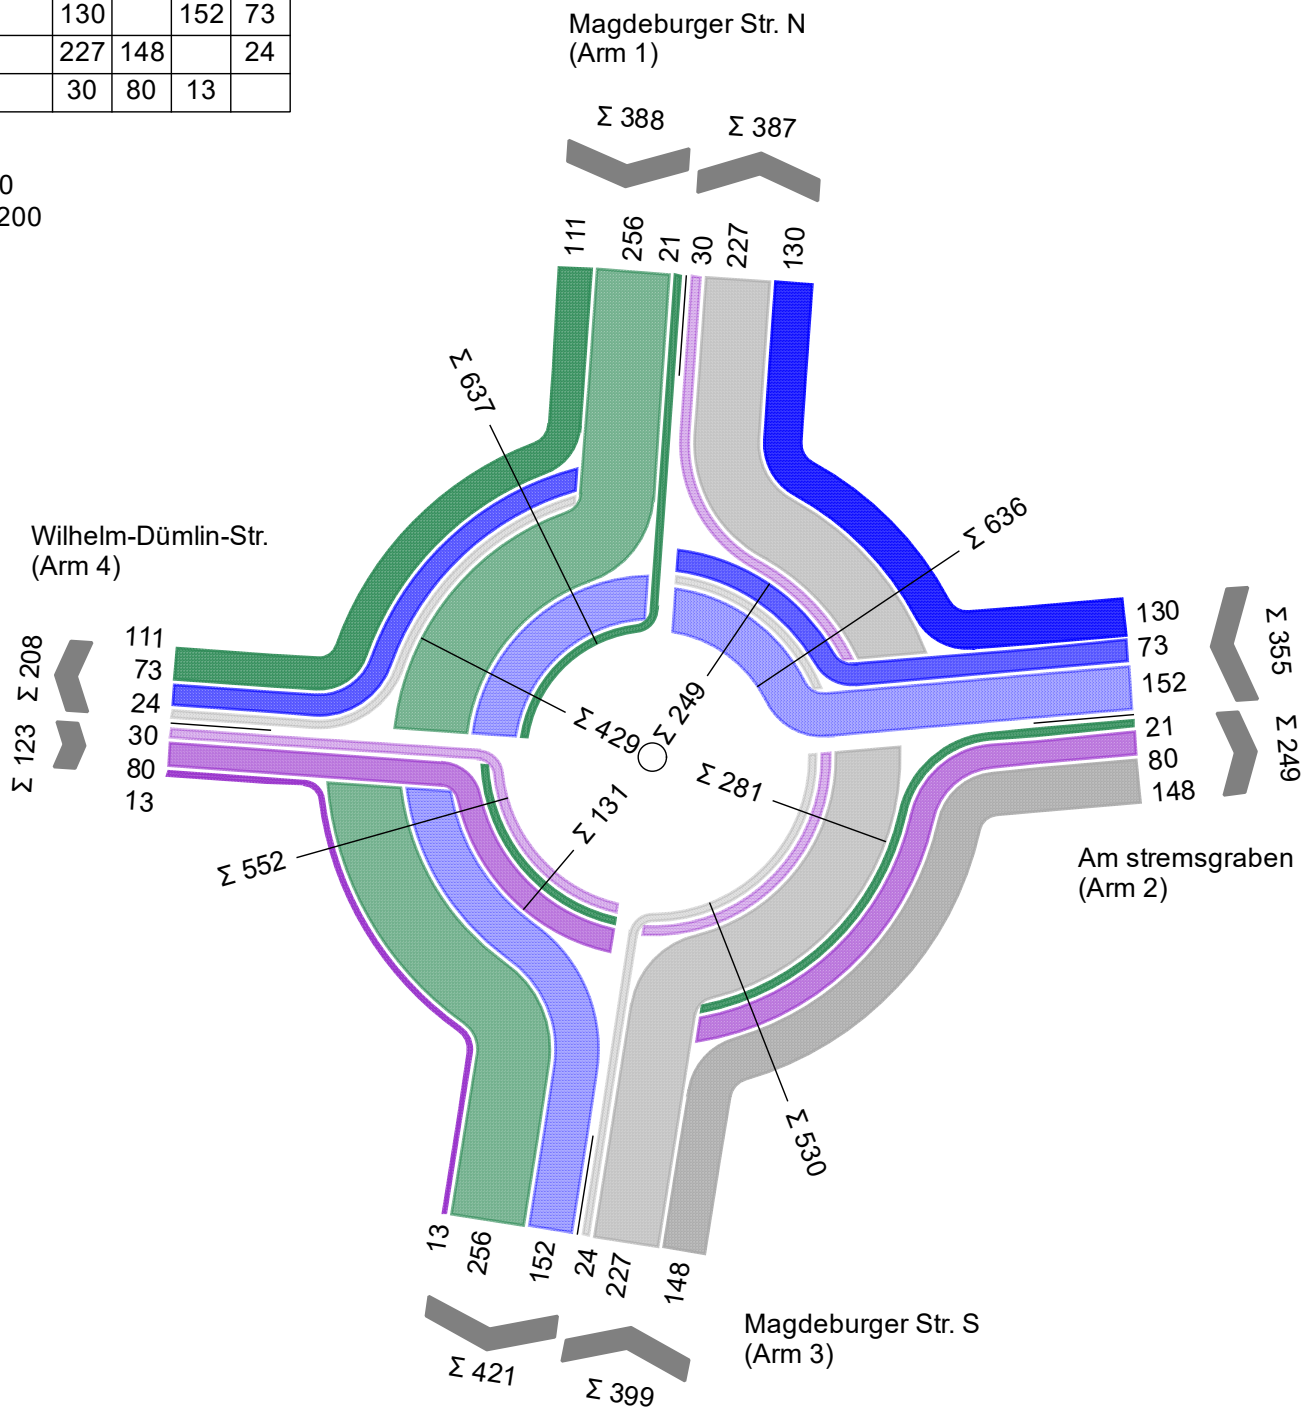 130 152 73
227 148 24
30 80 13
0
200
Magdeburger Str. N
(Arm 1)
Σ 388
Σ 387
111
256
21
30
227
130
Σ 637
Σ 636
Wilhelm-Dümlin-Str.
(Arm 4)
Σ 208
Σ 123
111
73
24
30
80
13
130
73
152
21
80
148
Σ 355
Σ 249
Σ 429
Σ 249
Σ 281
Σ 131
Σ 552
Am stremsgraben
(Arm 2)
Σ 530
13
256
152
24
227
148
Magdeburger Str. S
(Arm 3)
Σ 421
Σ 399